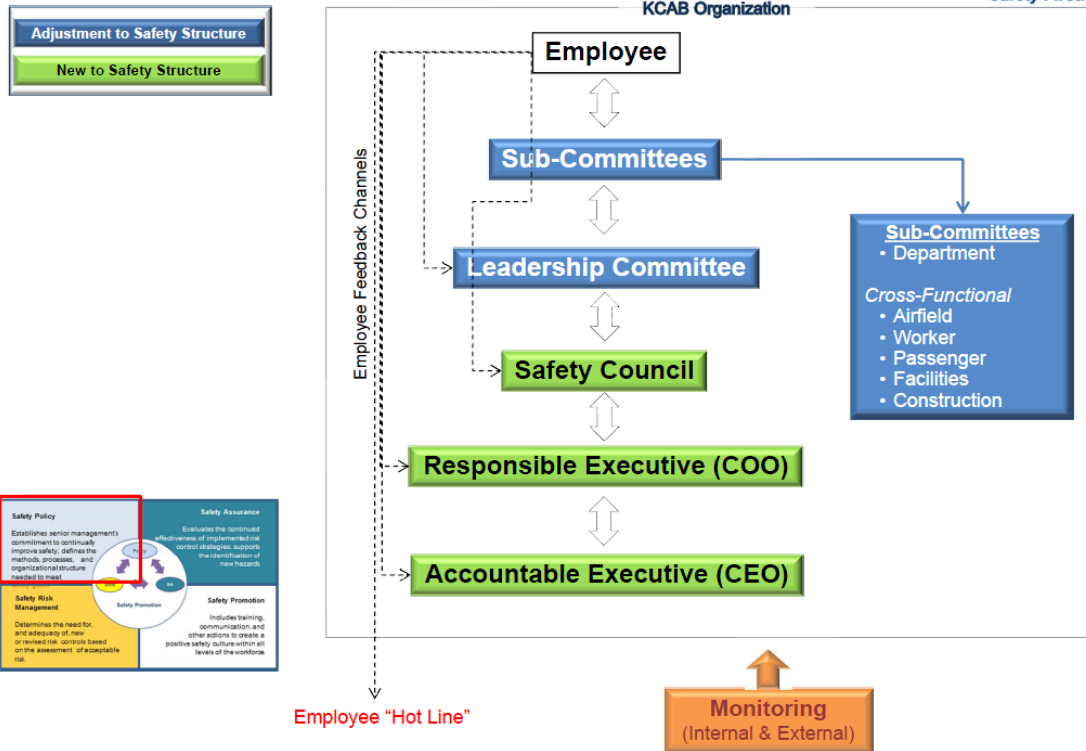 KCAB Organization
Adjustment to Safety Structure
New to Safety Structure
Employee
Sub-Committees
Leadership Committee
Safety Council
Responsible Executive (COO)
Accountable Executive (CEO)
Employee Feedback Channels
Sub-Committees
• Department
Cross-Functional
• Airfield
• Worker
• Passenger
• Facilities
• Construction
Safety Policy
Establishes senior management's
commitment to continually
improve safety; defines the
methods, processes, and
organizational structure
needed to meet
Safety Assurance
Evaluates the continued
effectiveness of implemented risk
control strategies; supports
the identification of
new hazards
Policy
SA
Safety Promotion
Safety Risk
Management
Determines the need for,
and adequacy of, new
or revised risk controls based
on the assessment of acceptable
risk.
Safety Promotion
Includes training,
communication, and
other actions to create a
positive safety culture within all
levels of the workforce
Employee “Hot Line”
Monitoring
(Internal & External)